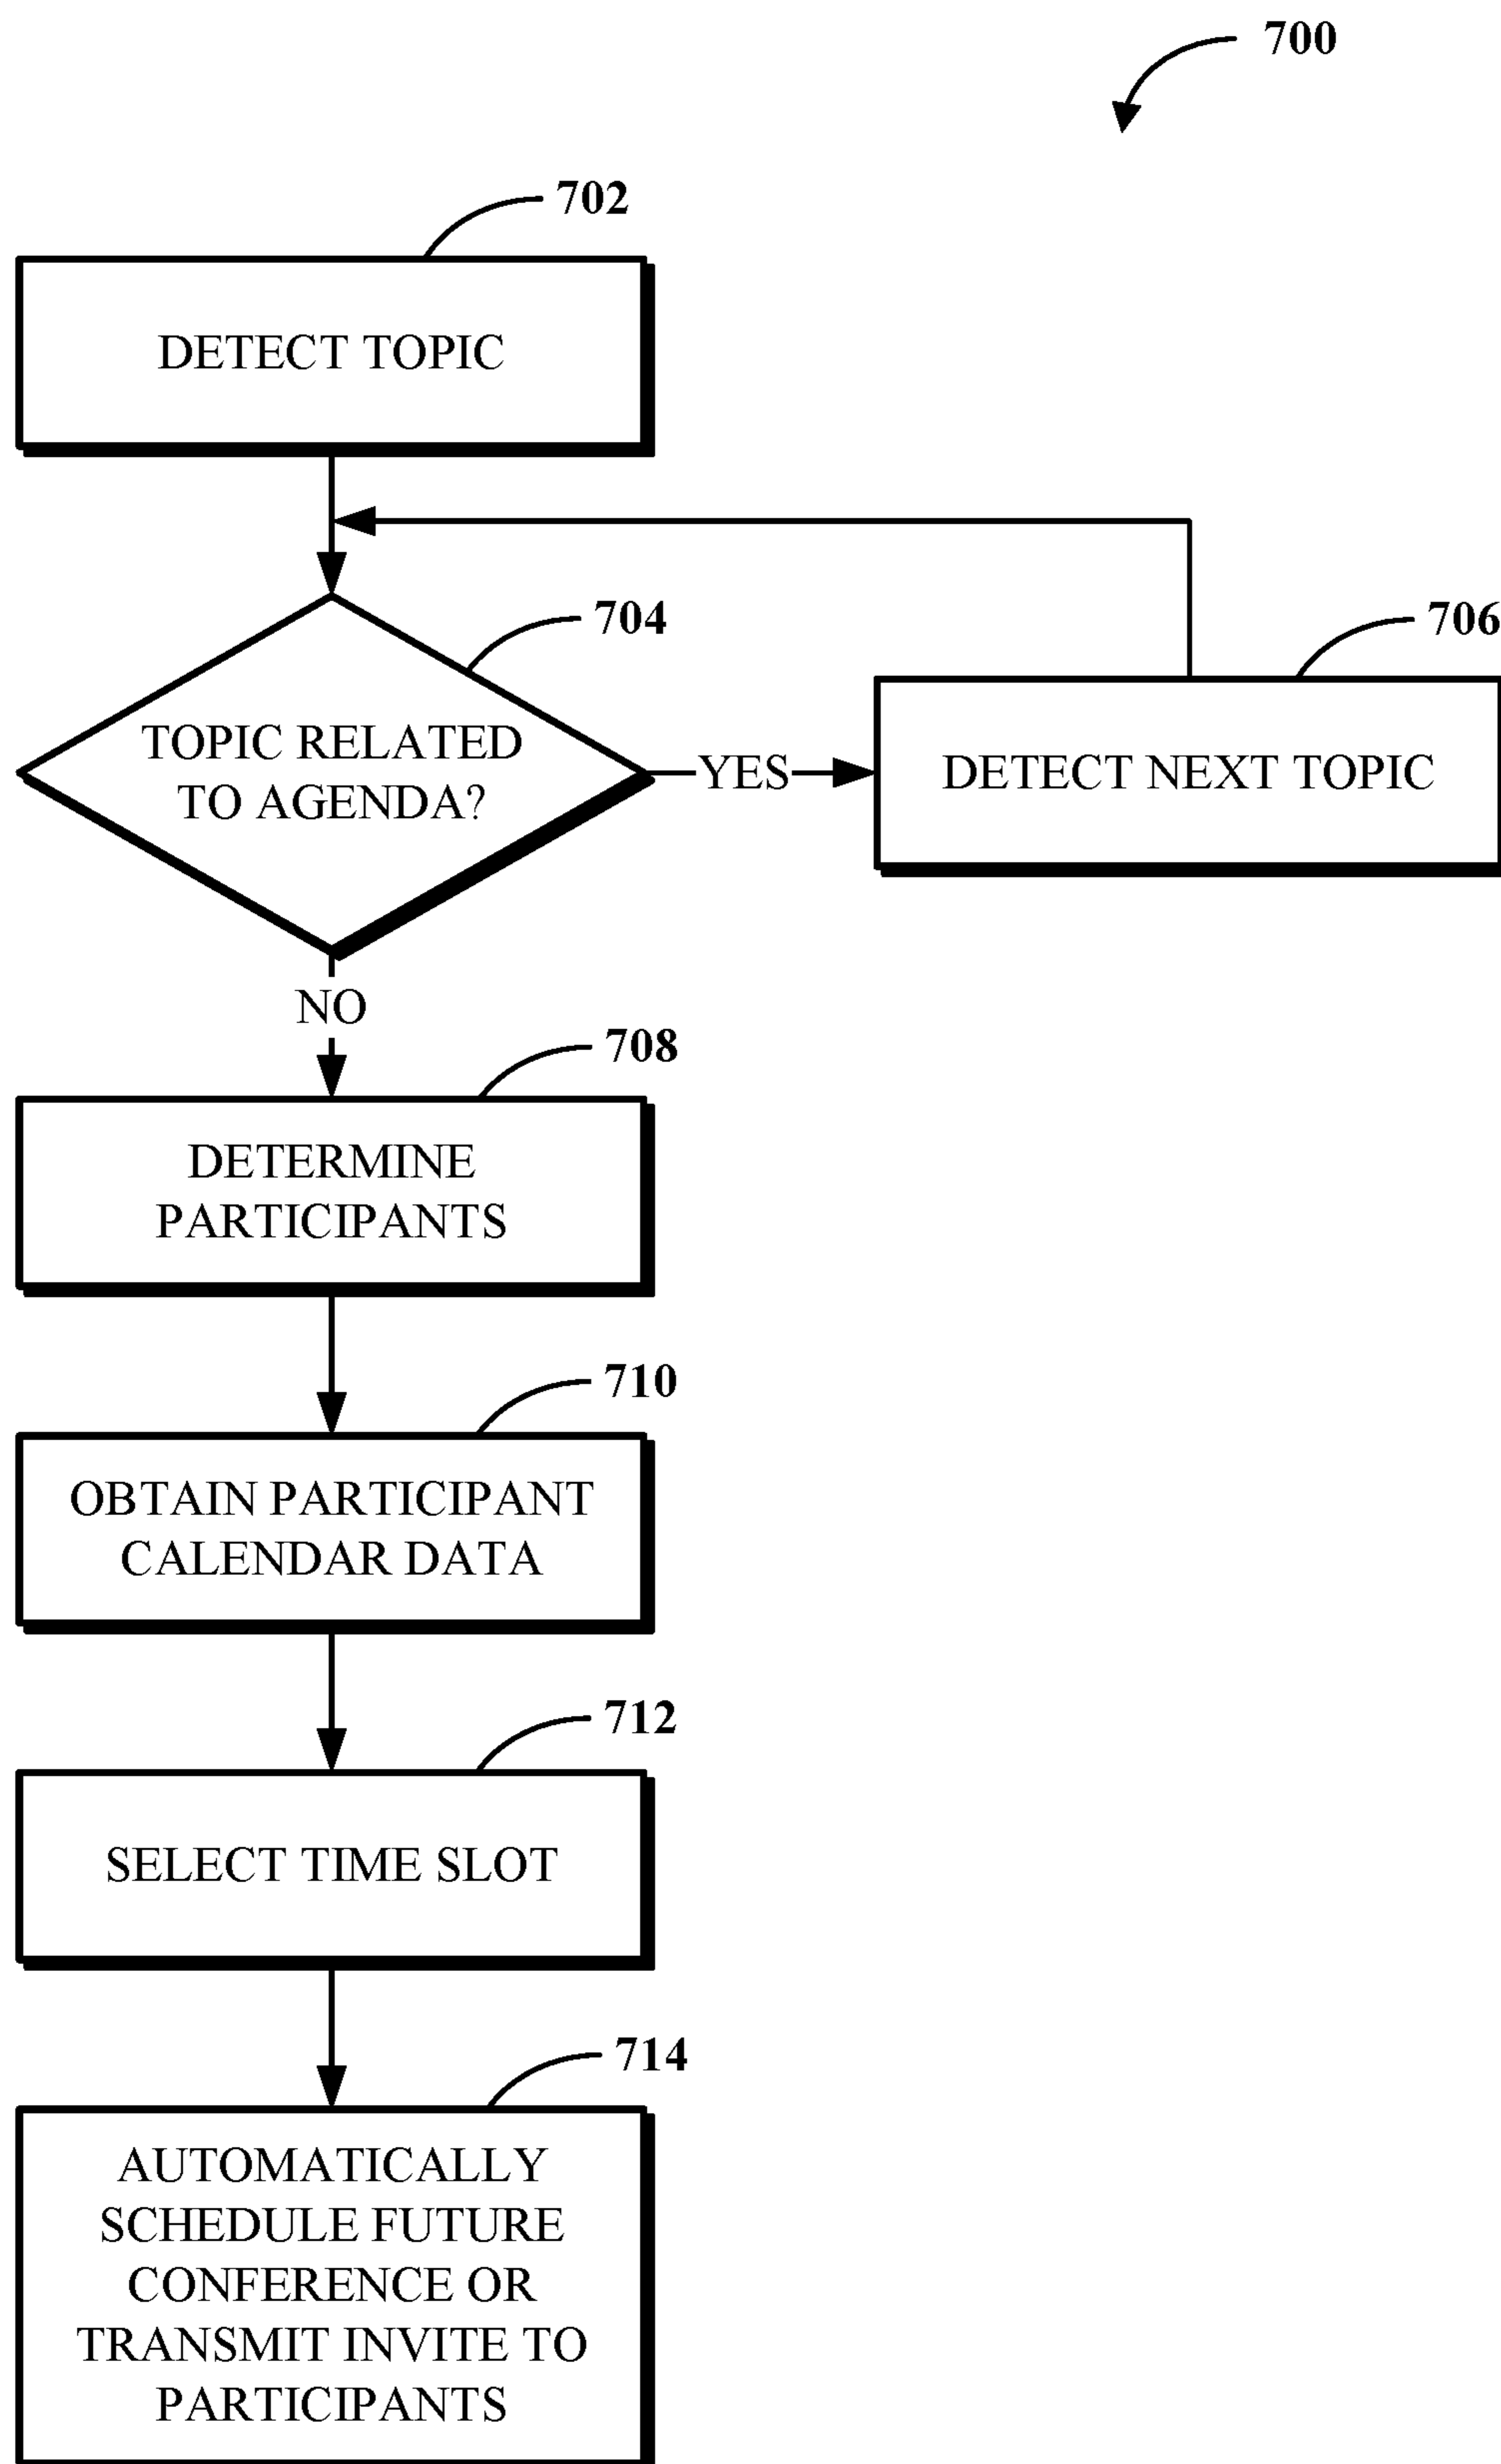 700
702
DETECT TOPIC
704
TOPIC RELATED
TO AGENDA?
YES
706
DETECT NEXT TOPIC
NO
708
DETERMINE
PARTICIPANTS
710
OBTAIN PARTICIPANT
CALENDAR DATA
712
SELECT TIME SLOT
714
AUTOMATICALLY
SCHEDULE FUTURE
CONFERENCE OR
TRANSMIT INVITE TO
PARTICIPANTS